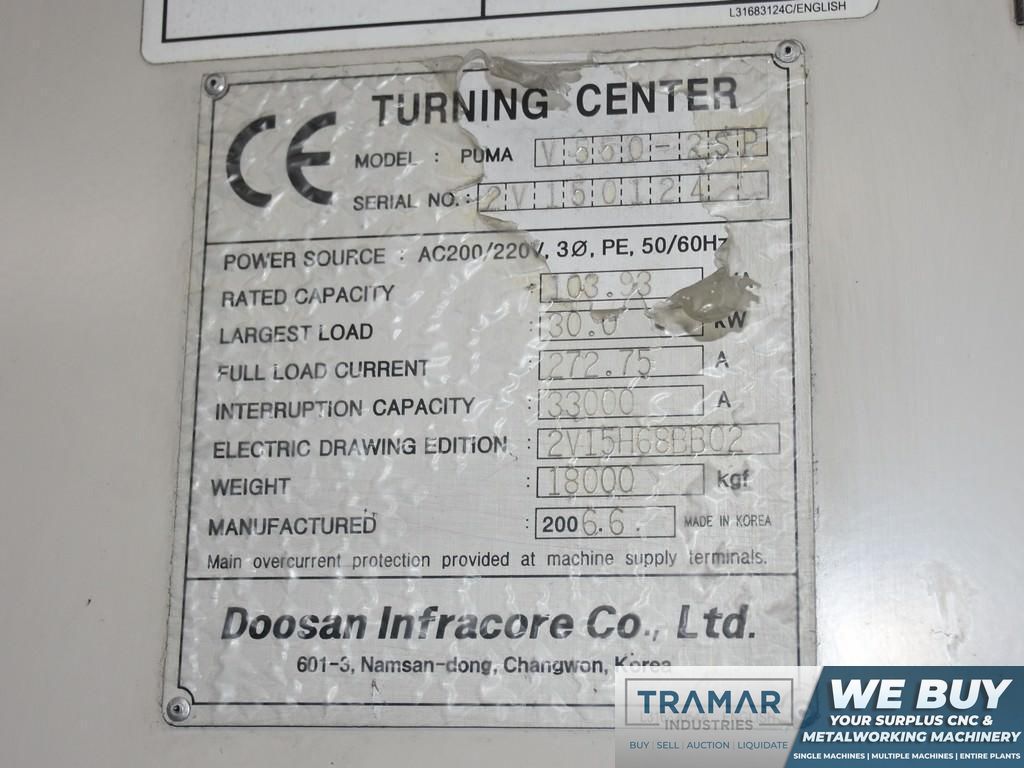 L31683124C/ENGLISH
CE TURNING CENTER
MODEL : PUMA V550-2SP
SERIAL NO. : 2V150124
POWER SOURCE : AC200/220V, 3Ø, PE, 50/60Hz
RATED CAPACITY : 103.93
LARGEST LOAD : 30.0 KW
FULL LOAD CURRENT : 272.75 A
INTERRUPTION CAPACITY : 33000 A
ELECTRIC DRAWING EDITION : 2V15H68BB02
WEIGHT : 18000 kgf
MANUFACTURED : 2006.6. MADE IN KOREA
Main overcurrent protection provided at machine supply terminals.
Doosan Infracore Co., Ltd.
601-3, Namsan-dong, Changwon, Korea
TRAMAR
INDUSTRIES
BUY | SELL | AUCTION | LIQUIDATE
WE BUY
YOUR SURPLUS CNC &
METALWORKING MACHINERY
SINGLE MACHINES | MULTIPLE MACHINES | ENTIRE PLANTS